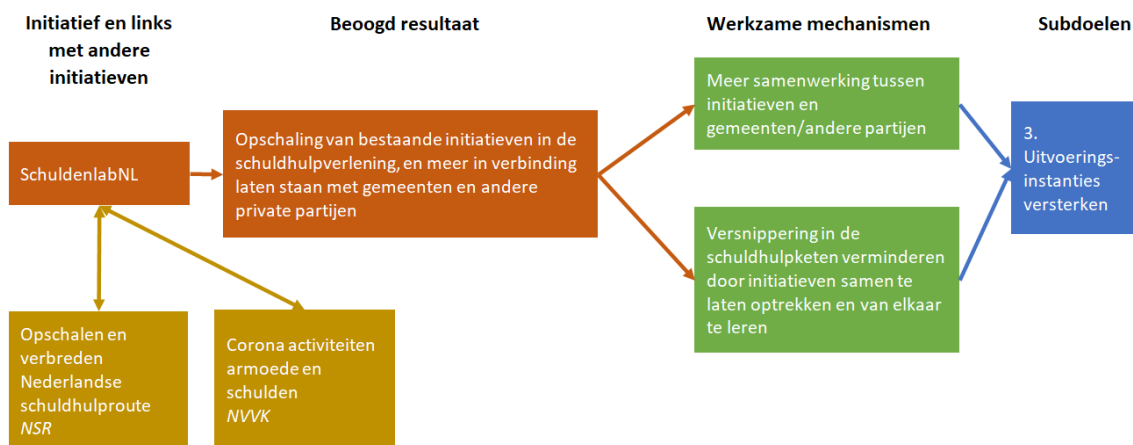 Initiatief en links
met andere
initiatieven
Beoogd resultaat
Werkzame mechanismen
Subdoelen
SchuldenlabNL
Opschaling van bestaande initiatieven in de
schuldhulpverlening, en meer in verbinding
laten staan met gemeenten en andere
private partijen
Meer samenwerking tussen
initiatieven en
gemeenten/andere partijen
Versnippering in de
schuldhulpketen verminderen
door initiatieven samen te
laten optrekken en van elkaar
te leren
3.
Uitvoerings-
instanties
versterken
Opschalen en
verbreden
Nederlandse
schuldhulproute
NSR
Corona activiteiten
armoede en
schulden
NVVK